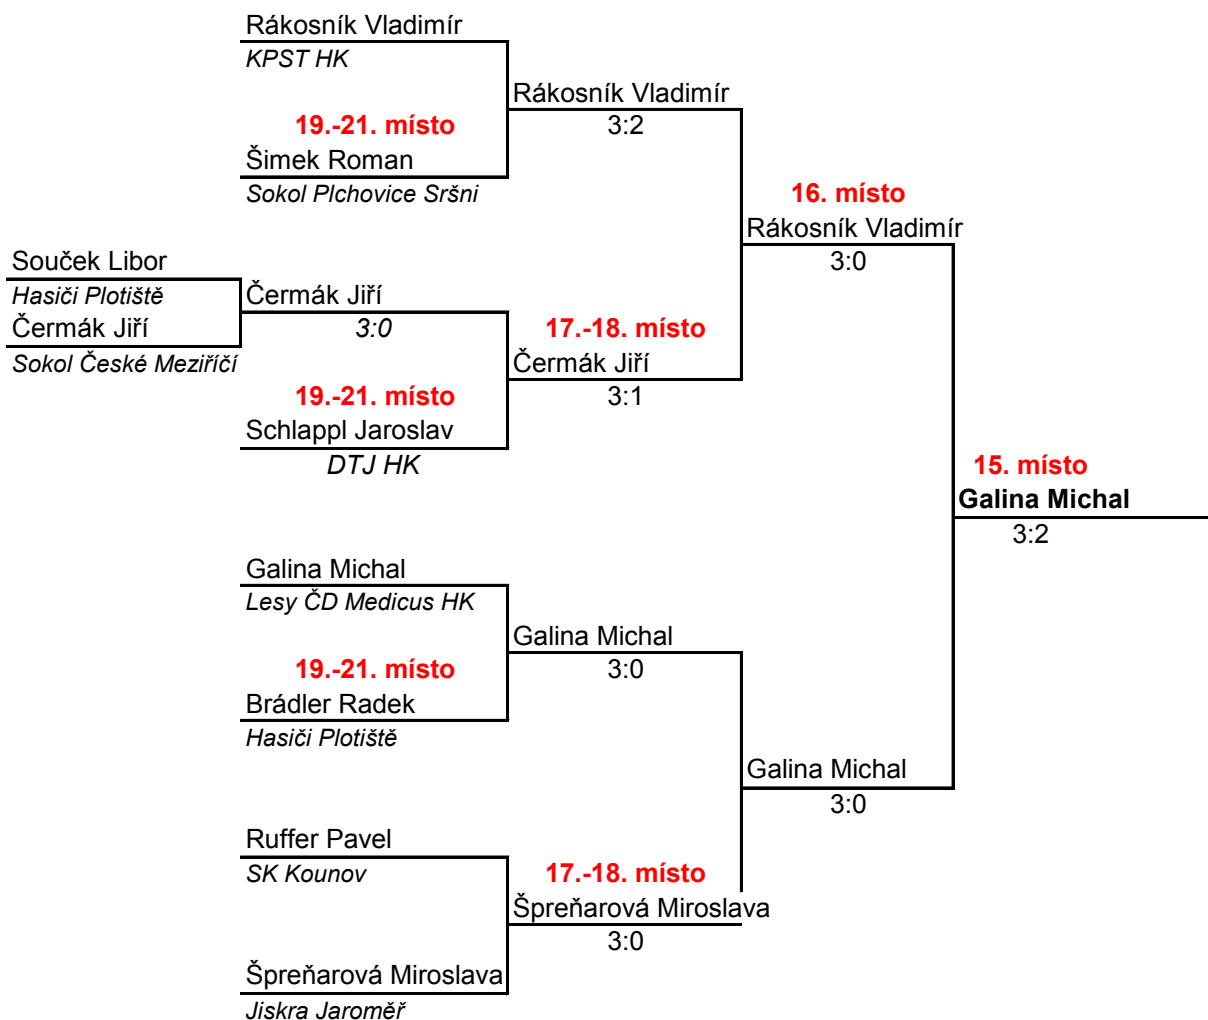 Rákosník Vladimír
KPST HK
Rákosník Vladimír
19.-21. místo
3:2
Šimek Roman
Sokol Plchovice Sršni
16. místo
Rákosník Vladimír
3:0
Souček Libor
Hasiči Plotiště
Čermák Jiří
Čermák Jiří
3:0
17.-18. místo
Sokol České Meziříčí
Čermák Jiří
19.-21. místo
3:1
Schlappl Jaroslav
DTJ HK
15. místo
Galina Michal
3:2
Galina Michal
Lesy ČD Medicus HK
Galina Michal
19.-21. místo
3:0
Brádler Radek
Hasiči Plotiště
Galina Michal
3:0
Ruffer Pavel
SK Kounov
17.-18. místo
Špreňarová Miroslava
3:0
Špreňarová Miroslava
Jiskra Jaroměř